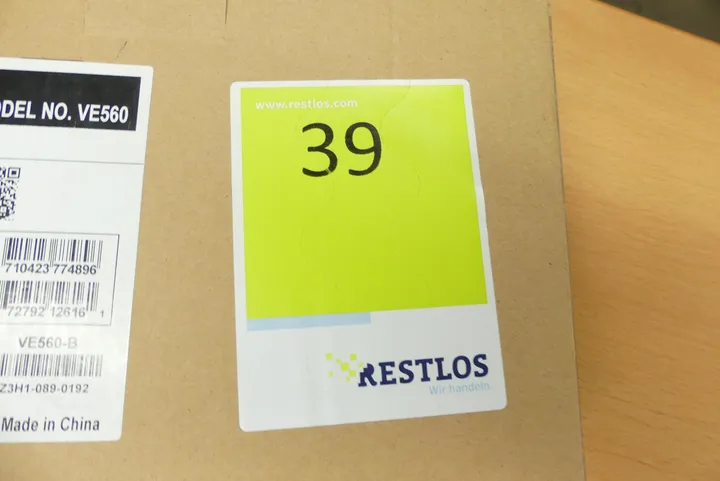 MODEL NO. VE560
710423 774896
72792 12616 1
VE560-B
Z3H1-089-0192
Made in China
www.restlos.com
39
RESTLOS
Wir handeln